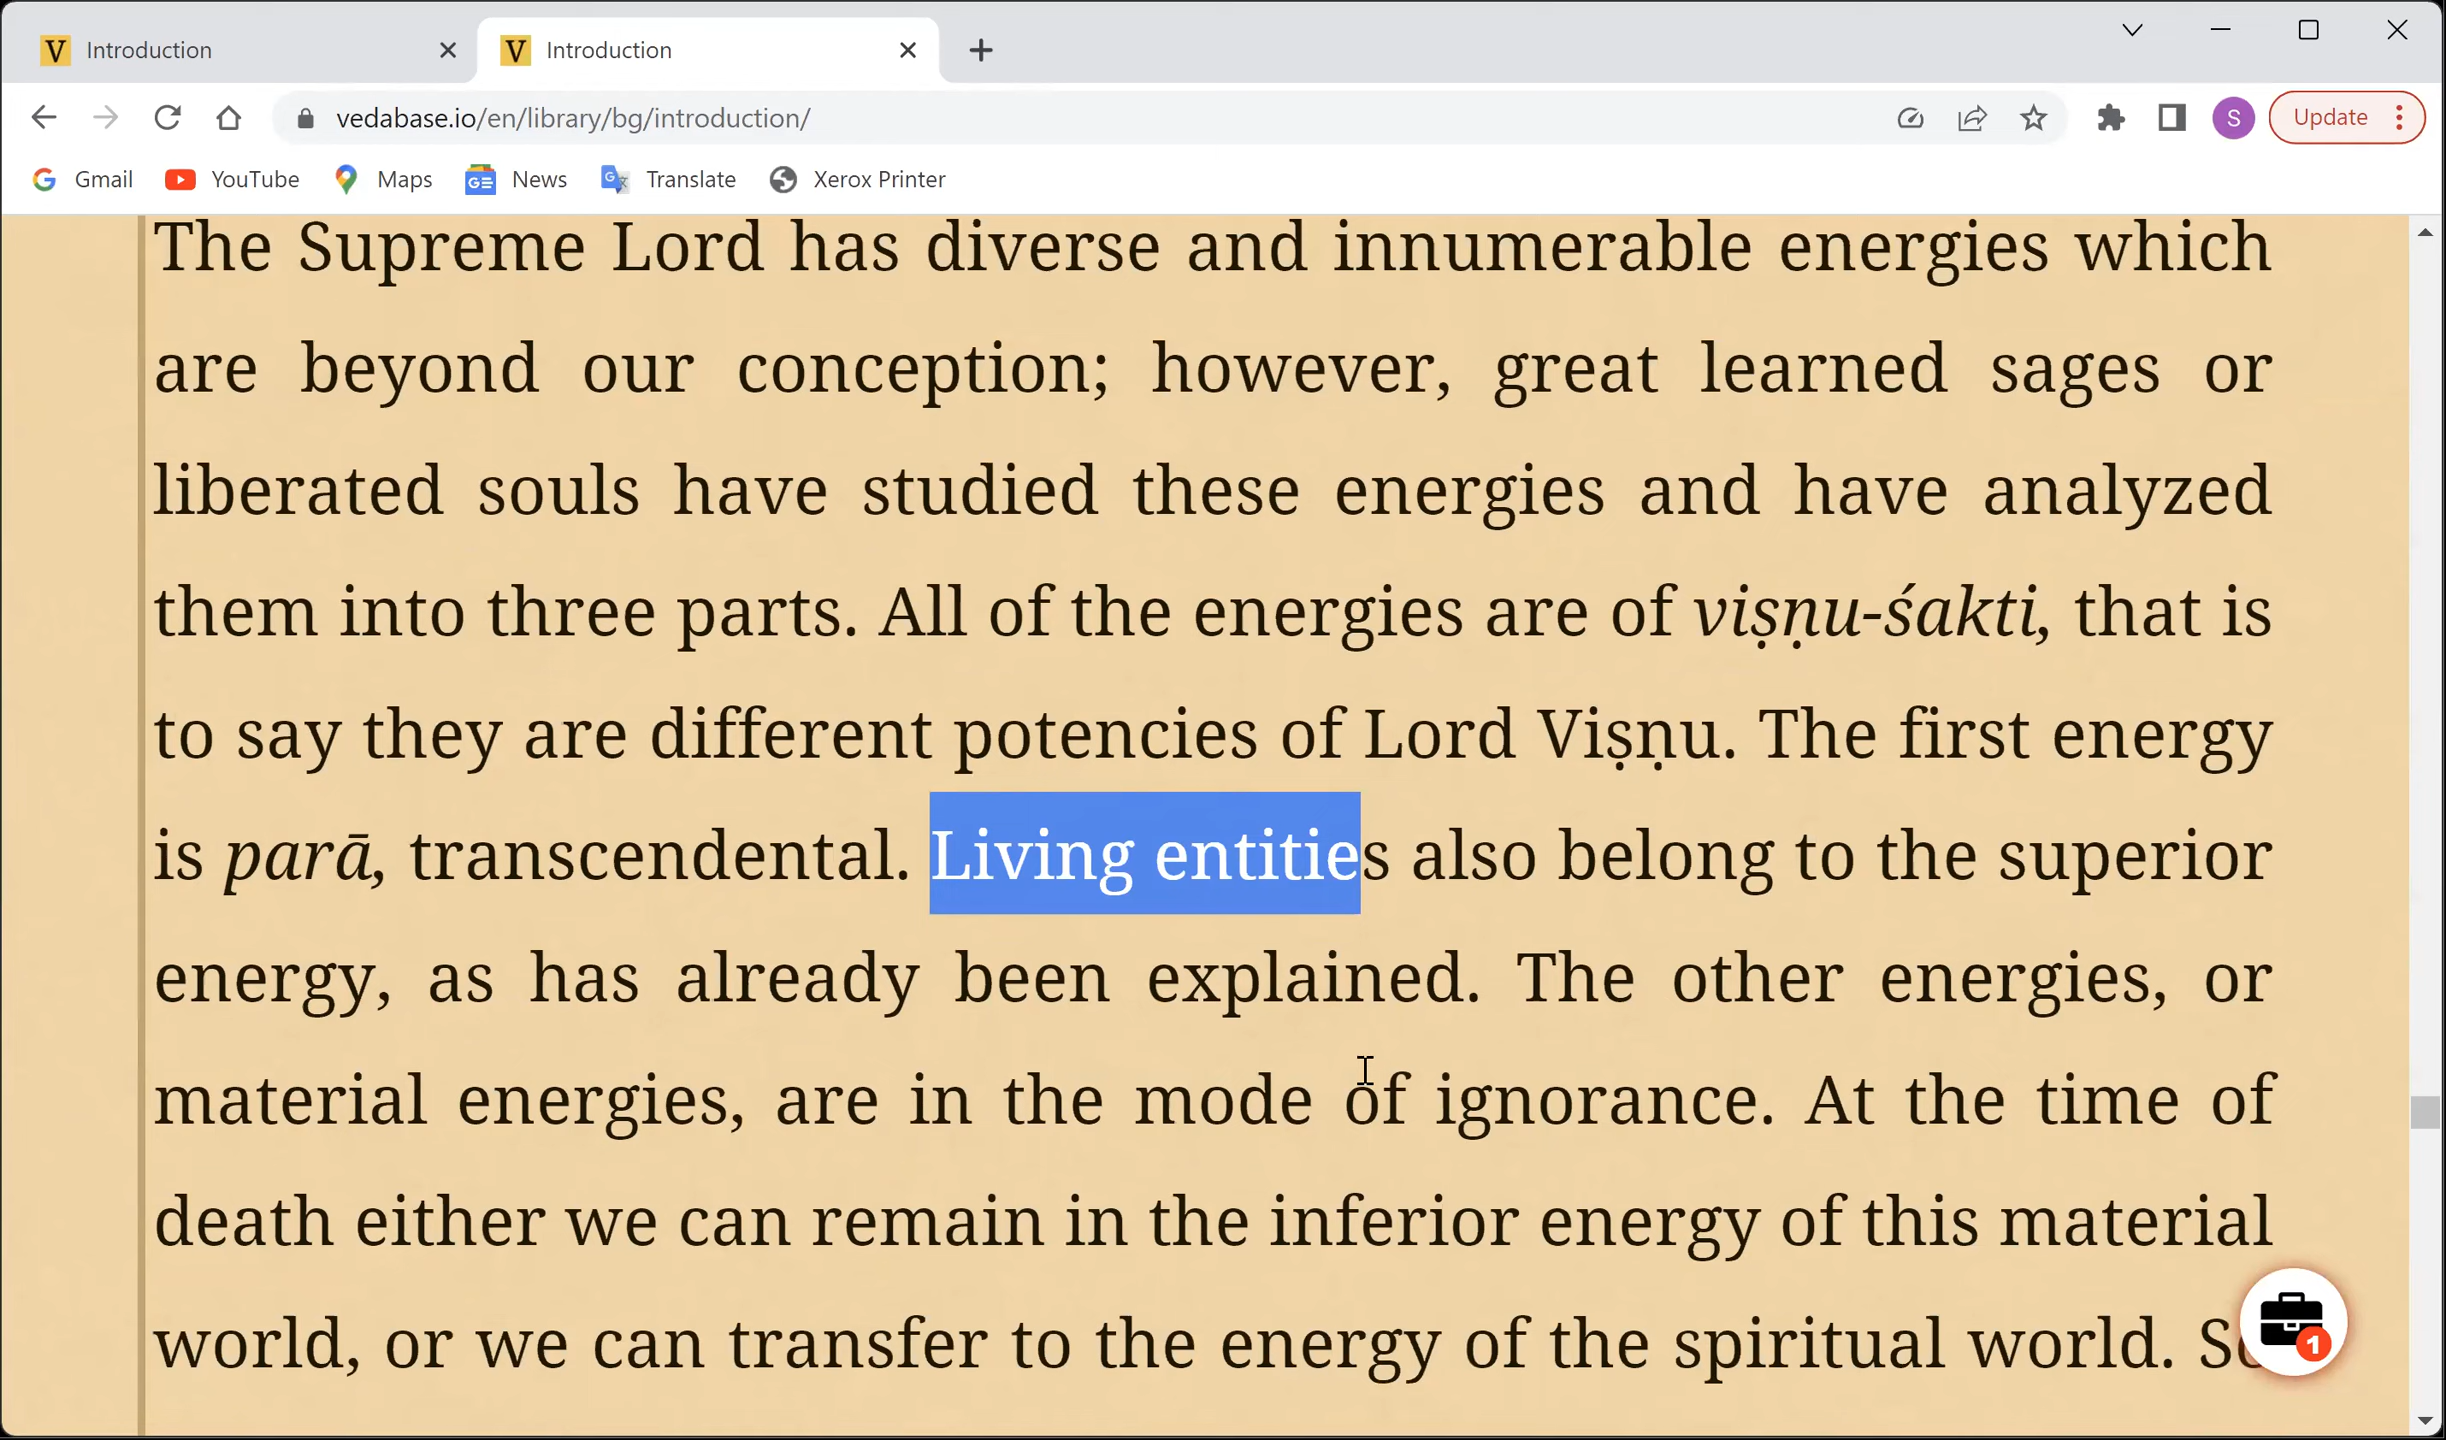 Introduction
Introduction
vedabase.io/en/library/bg/introduction/
S
Update
Gmail
YouTube
Maps
News
Translate
Xerox Printer
The Supreme Lord has diverse and innumerable energies which
are beyond our conception; however, great learned sages or
liberated souls have studied these energies and have analyzed
them into three parts. All of the energies are of viṣṇu-śakti, that is
to say they are different potencies of Lord Viṣṇu. The first energy
is parā, transcendental. Living entities also belong to the superior
energy, as has already been explained. The other energies, or
material energies, are in the mode of ignorance. At the time of
death either we can remain in the inferior energy of this material
world, or we can transfer to the energy of the spiritual world. So
1